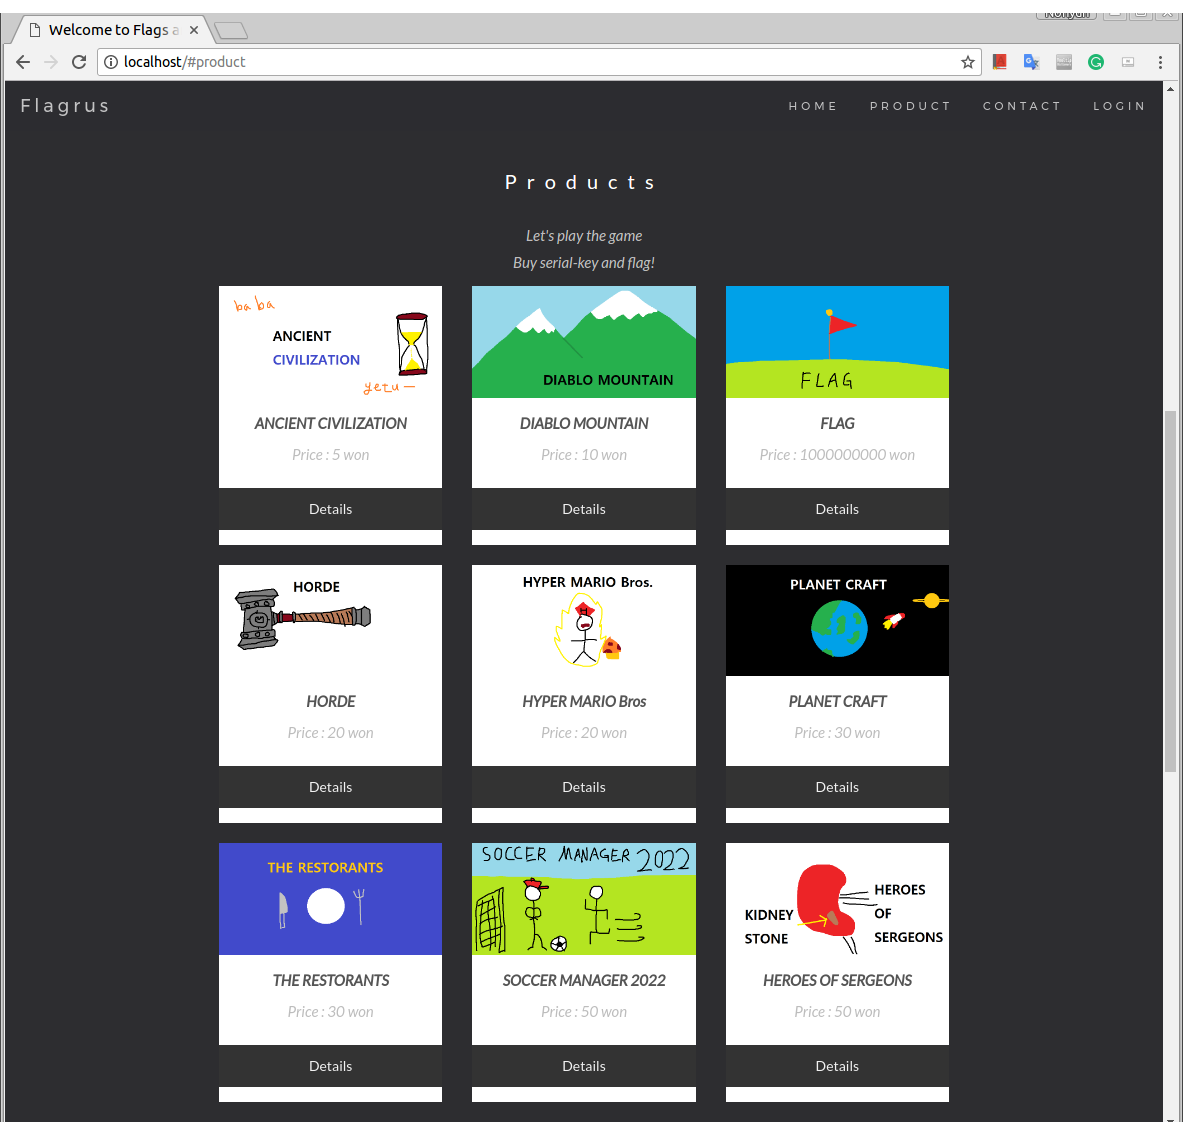 Welcome to Flags a
localhost/#product
Flagrus
HOME PRODUCT CONTACT LOGIN
Products
Let's play the game
Buy serial-key and flag!
ba ba
ANCIENT
CIVILIZATION
yetu —
DIABLO MOUNTAIN
FLAG
ANCIENT CIVILIZATION
DIABLO MOUNTAIN
FLAG
Price : 5 won
Price : 10 won
Price : 1000000000 won
Details
Details
Details
HORDE
HYPER MARIO Bros.
H
PLANET CRAFT
HORDE
HYPER MARIO Bros
PLANET CRAFT
Price : 20 won
Price : 20 won
Price : 30 won
Details
Details
Details
THE RESTORANTS
SOCCER MANAGER 2022
KIDNEY
STONE
HEROES
OF
SERGEONS
THE RESTORANTS
SOCCER MANAGER 2022
HEROES OF SERGEONS
Price : 30 won
Price : 50 won
Price : 50 won
Details
Details
Details